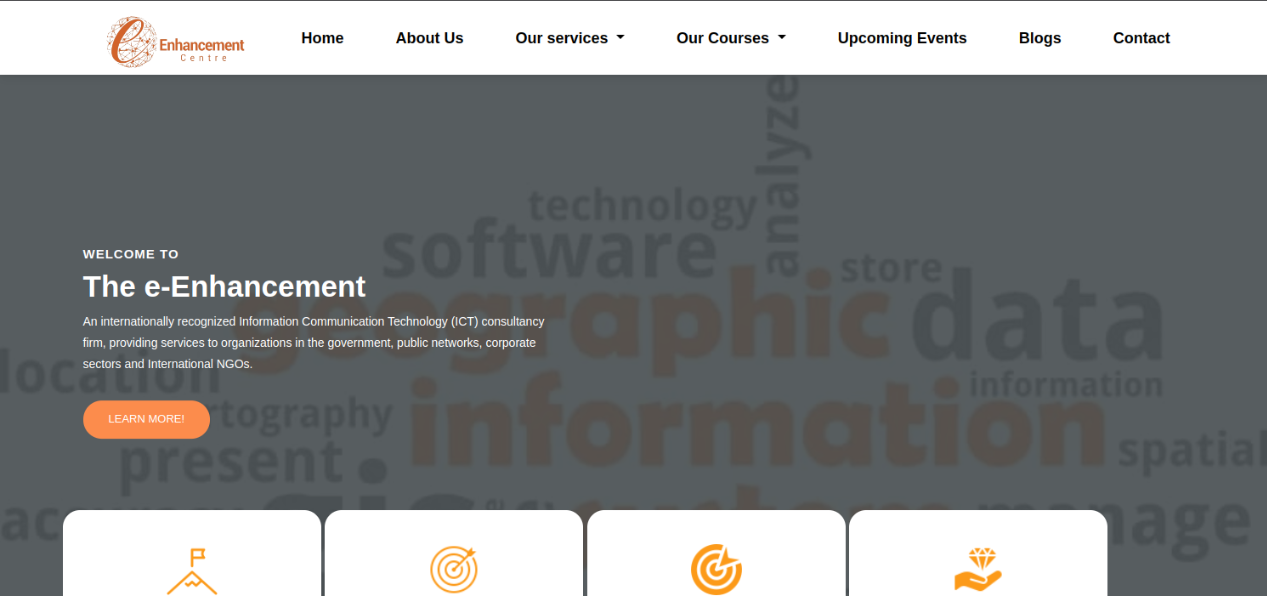 Enhancement
Centre
Home About Us Our services Our Courses Upcoming Events Blogs Contact
analyze
technology
software
store
WELCOME TO
The e-Enhancement
geographic
data
An internationally recognized Information Communication Technology (ICT) consultancy
firm, providing services to organizations in the government, public networks, corporate
sectors and International NGOs.
location
information
information
LEARN MORE!
spatial
present
manage